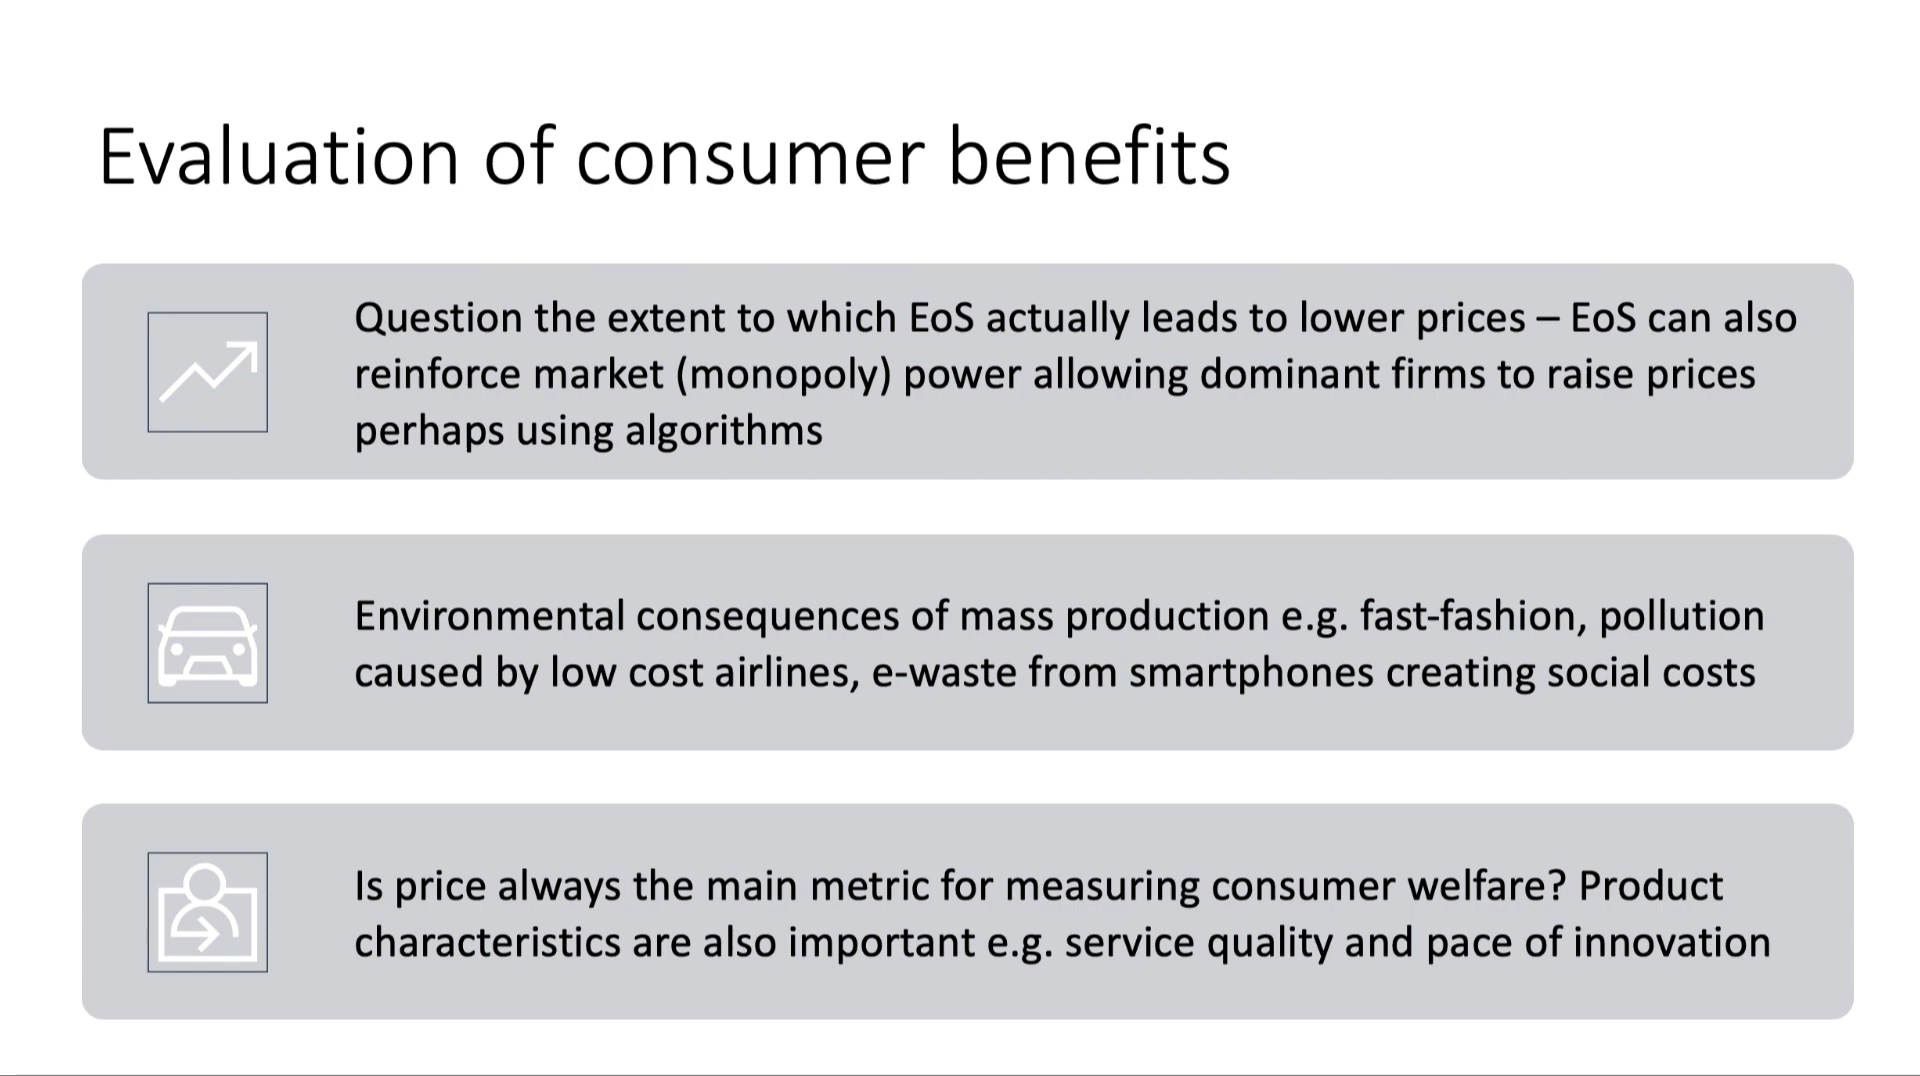 Evaluation of consumer benefits
Question the extent to which EoS actually leads to lower prices – EoS can also
reinforce market (monopoly) power allowing dominant firms to raise prices
perhaps using algorithms
Environmental consequences of mass production e.g. fast-fashion, pollution
caused by low cost airlines, e-waste from smartphones creating social costs
Is price always the main metric for measuring consumer welfare? Product
characteristics are also important e.g. service quality and pace of innovation